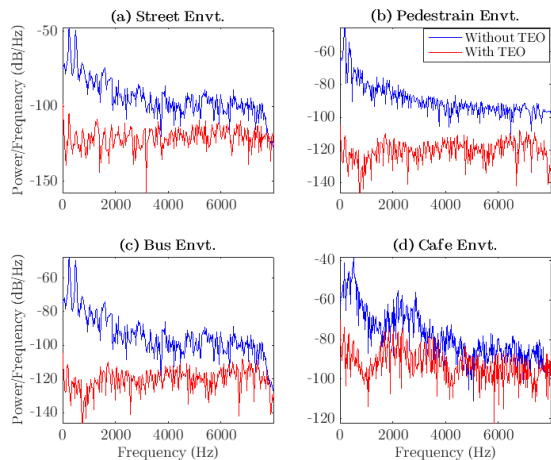 (a) Street Envt.
Power/Frequency (dB/Hz)
-50
-100
-150
0 2000 4000 6000
(b) Pedestrain Envt.
Without TEO
With TEO
-60
-80
-100
-120
-140
0 2000 4000 6000
(c) Bus Envt.
Power/Frequency (dB/Hz)
-60
-80
-100
-120
-140
0 2000 4000 6000
Frequency (Hz)
(d) Cafe Envt.
-40
-60
-80
-100
-120
0 2000 4000 6000
Frequency (Hz)